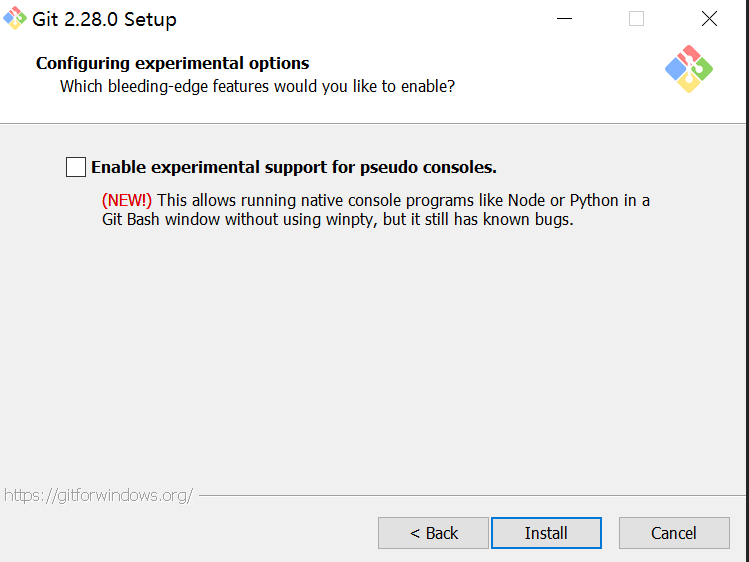 Git 2.28.0 Setup
Configuring experimental options
Which bleeding-edge features would you like to enable?
Enable experimental support for pseudo consoles.
(NEW!) This allows running native console programs like Node or Python in a
Git Bash window without using winpty, but it still has known bugs.
https://gitforwindows.org/
< Back
Install
Cancel